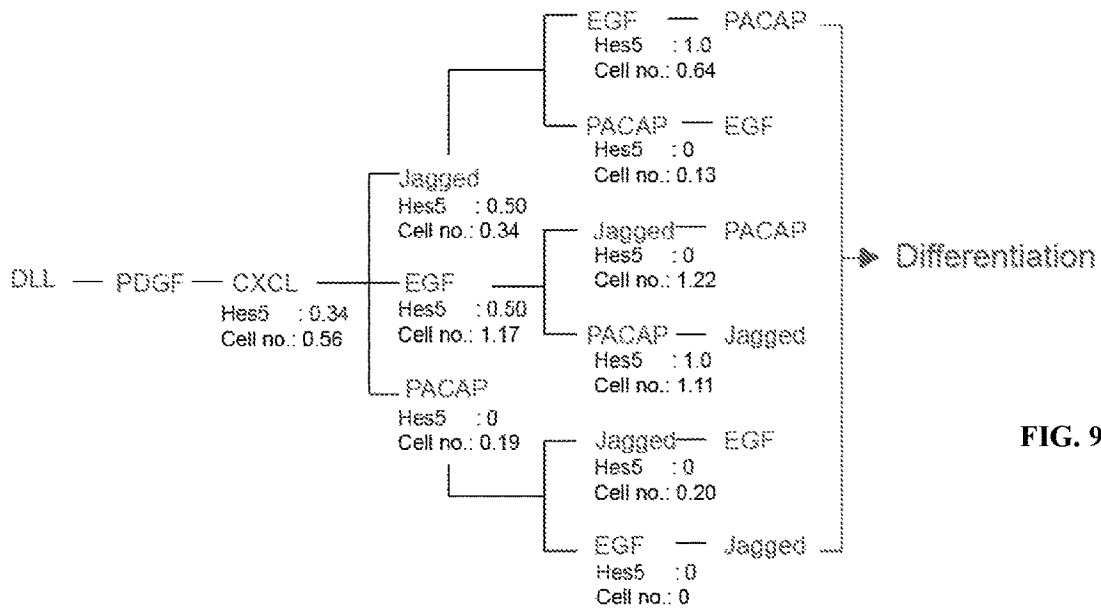 EGF — PACAP
Hes5 : 1.0
Cell no.: 0.64
PACAP — EGF
Hes5 : 0
Cell no.: 0.13
Jagged
Hes5 : 0.50
Cell no.: 0.34
Jagged — PACAP
Hes5 : 0
Cell no.: 1.22
DLL — PDGF — CXCL
Hes5 : 0.34
Cell no.: 0.56
EGF
Hes5 : 0.50
Cell no.: 1.17
Differentiation
PACAP — Jagged
Hes5 : 1.0
Cell no.: 1.11
PACAP
Hes5 : 0
Cell no.: 0.19
Jagged — EGF
Hes5 : 0
Cell no.: 0.20
FIG. 9
EGF — Jagged
Hes5 : 0
Cell no.: 0